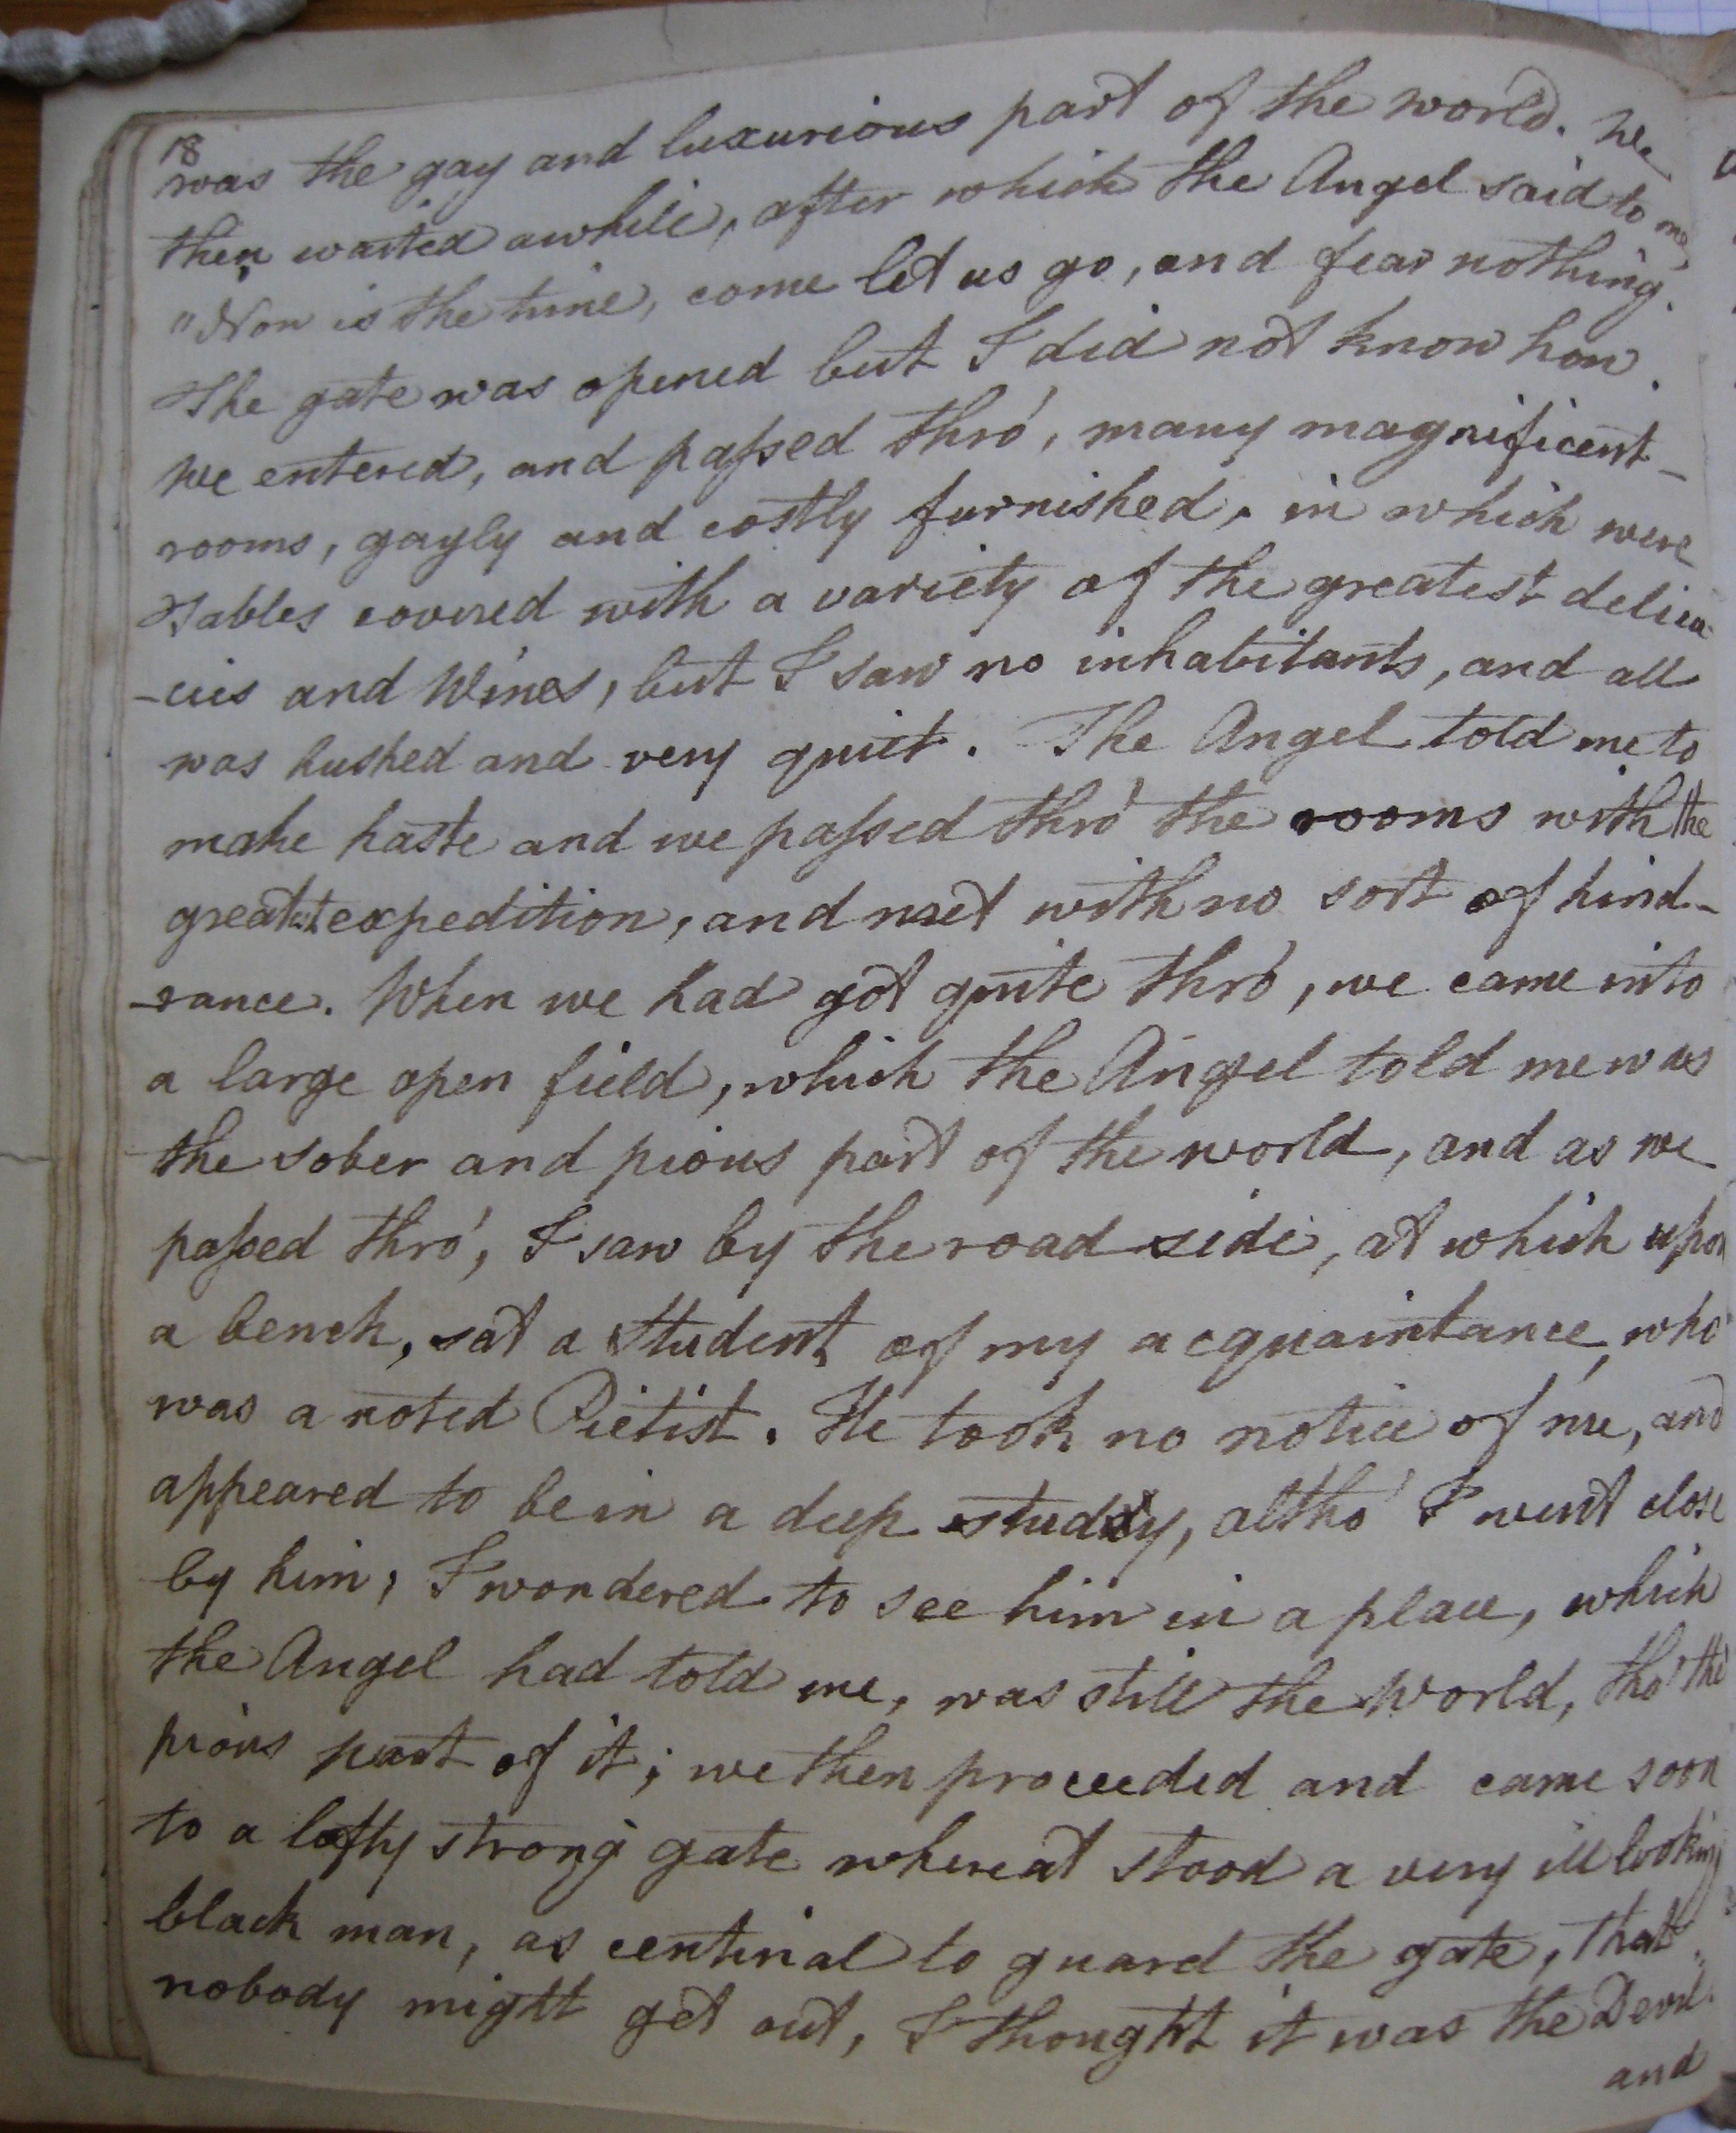 18
was the gay and luxurious part of the world. We
then waited awhile, after which the Angel said to me
"Now is the time, come let us go, and fear nothing.
The gate was opened but I did not know how.
We entered, and paſsed thro', many magnificent
rooms, gayly and costly furnished, in which were
Tables covered with a variety of the greatest delica
-cies and Wines, but I saw no inhabitants, and all
was hushed and very quiet. The Angel told me to
make haste and we paſsed thro' the rooms with the
greatest expedition, and met with no sort of hind-
-rance. When we had got quite thro', we came into
a large open field, which the Angel told me was
the sober and pious part of the world, and as we
paſsed thro', I saw by the road side, at which upon
a bench, sat a Student of my acquaintance, who
was a noted Pietist. He took no notice of me, and
appeared to be in a deep study, altho' I went close
by him; I wondered to see him in a place, which
the Angel had told me, was still the World, tho' the
pious part of it; we then proceeded and came soon
to a lofty strong gate whereat stood a very ill looking
black man, as centinal to guard the gate, that
nobody might get out, I thought it was the Devil.
and